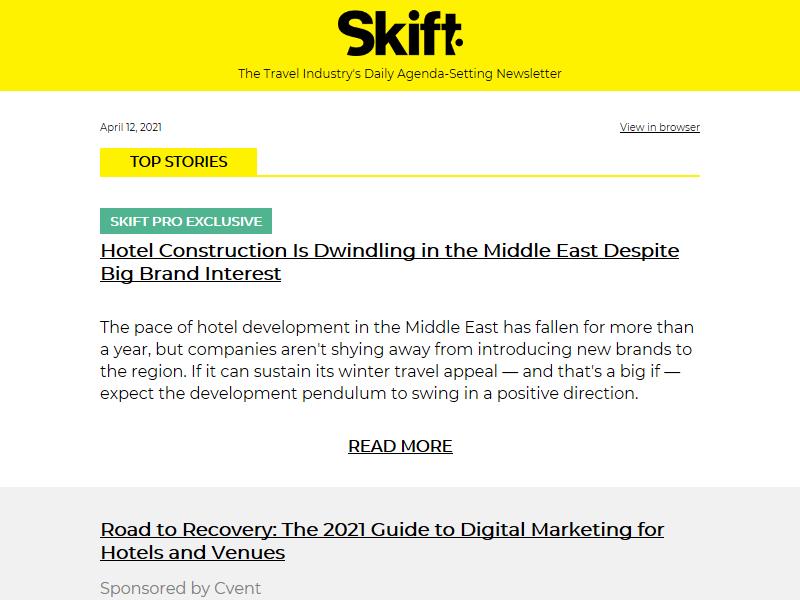 Skift
The Travel Industry's Daily Agenda-Setting Newsletter
April 12, 2021
View in browser
TOP STORIES
SKIFT PRO EXCLUSIVE
Hotel Construction Is Dwindling in the Middle East Despite
Big Brand Interest
The pace of hotel development in the Middle East has fallen for more than
a year, but companies aren't shying away from introducing new brands to
the region. If it can sustain its winter travel appeal — and that's a big if —
expect the development pendulum to swing in a positive direction.
READ MORE
Road to Recovery: The 2021 Guide to Digital Marketing for
Hotels and Venues
Sponsored by Cvent